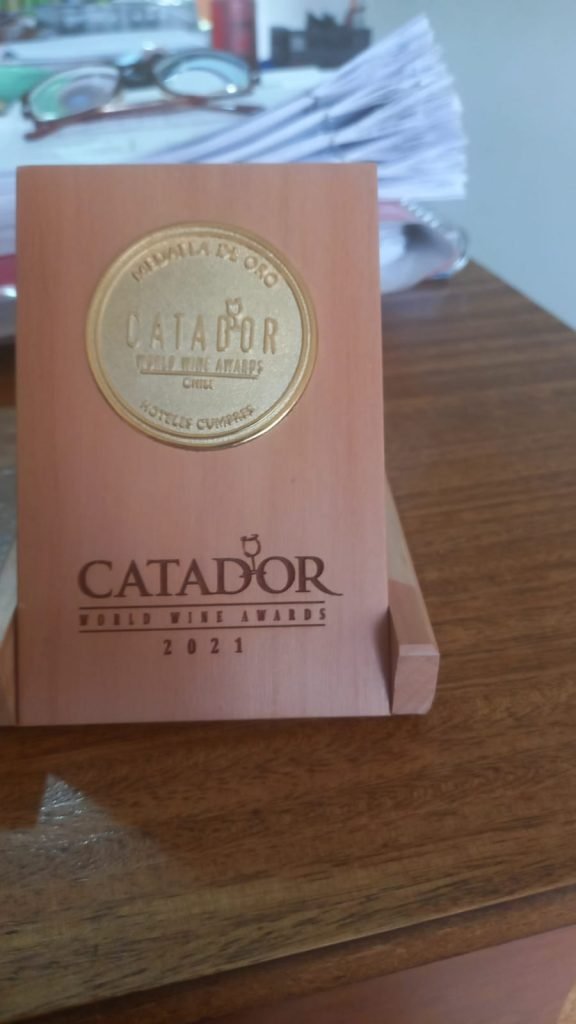 MEDALLA DE ORO
CATADOR
WORLD WINE AWARDS
CHILE
HOTELES CUMBRES
CATADOR
WORLD WINE AWARDS
2021